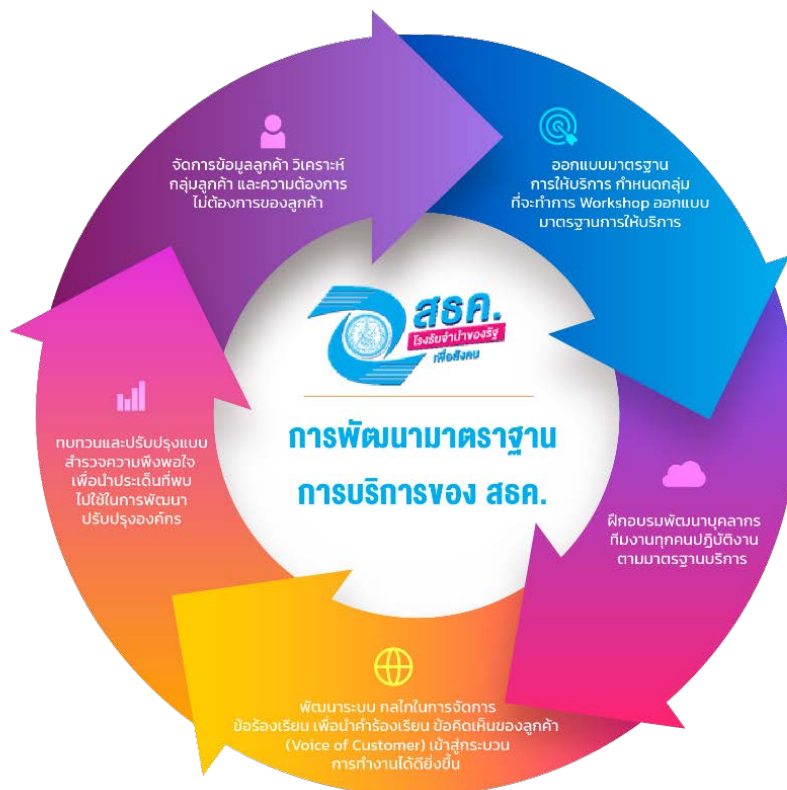 จัดการข้อมูลลูกค้า วิเคราะห์
กลุ่มลูกค้า และความต้องการ
ไม่ต้องการของลูกค้า
ออกแบบมาตรฐาน
การให้บริการ กำหนดกลุ่ม
ที่จะทำการ Workshop ออกแบบ
มาตรฐานการให้บริการ
สธค.
โรงรับจำนำของรัฐ
เพื่อสังคม
การพัฒนามาตราฐาน
การบริการของ สธค.
ทบทวนและปรับปรุงแบบ
สำรวจความพึงพอใจ
เพื่อนำประเด็นที่พบ
ไปใช้ในการพัฒนา
ปรับปรุงองค์กร
ฝึกอบรมพัฒนาบุคลากร
ทีมงานทุกคนปฏิบัติงาน
ตามมาตรฐานบริการ
พัฒนาระบบ กลไกในการจัดการ
ข้อร้องเรียน เพื่อนำคำร้องเรียน ข้อคิดเห็นของลูกค้า
(Voice of Customer) เข้าสู่กระบวน
การทำงานได้ดียิ่งขึ้น